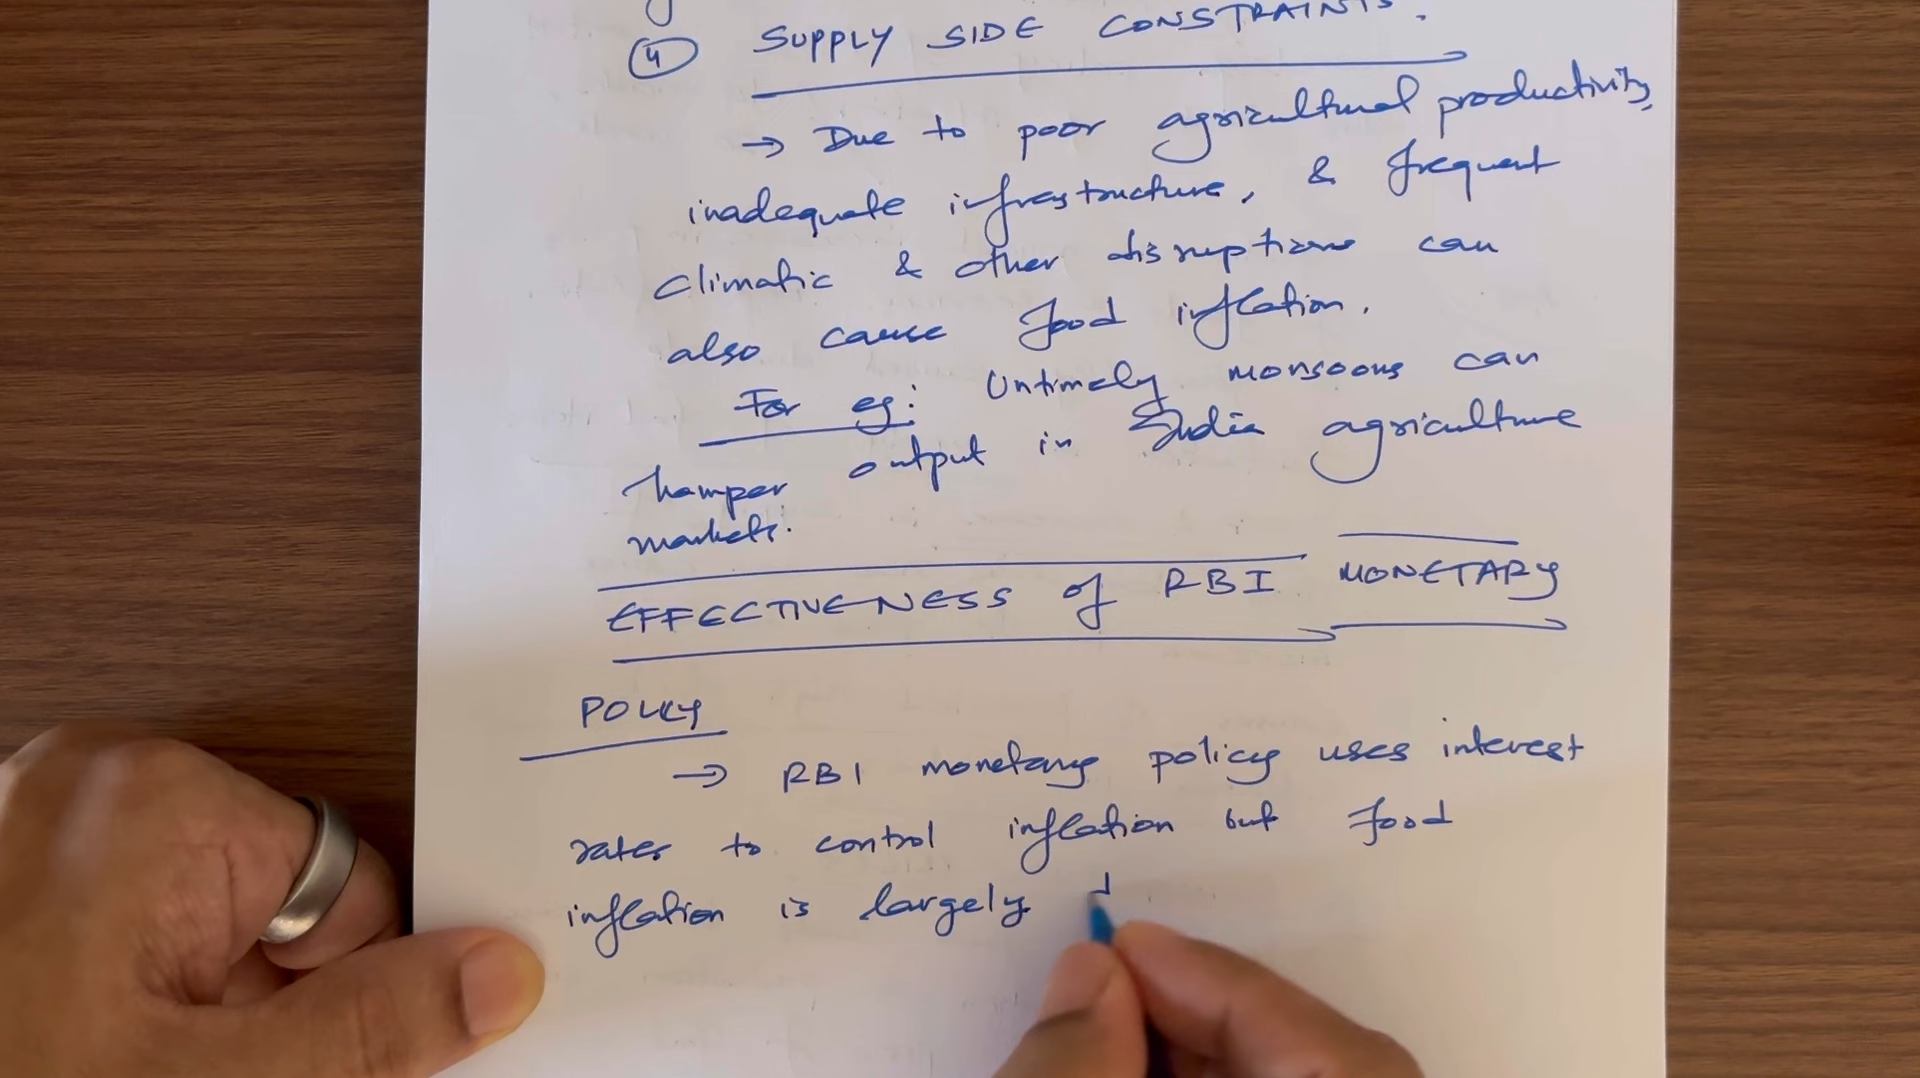 ④ SUPPLY SIDE CONSTRAINTS.
→ Due to poor agricultural productivity,
inadequate infrastructure, & frequent
climatic & other disruptions can
also cause food inflation.
For eg: Untimely monsoons can
hamper output in India agriculture
markets.
EFFECTIVENESS of RBI MONETARY
POLICY
→ RBI monetary policy uses interest
rates to control inflation but food
inflation is largely